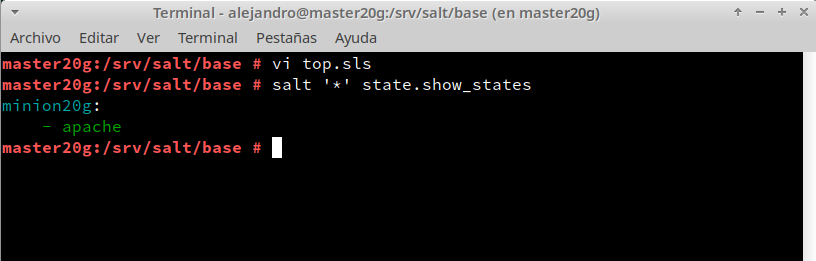 Terminal - alejandro@master20g:/srv/salt/base (en master20g)
Archivo Editar Ver Terminal Pestañas Ayuda
master20g:/srv/salt/base # vi top.sls
master20g:/srv/salt/base # salt '*' state.show_states
minion20g:
    - apache
master20g:/srv/salt/base #